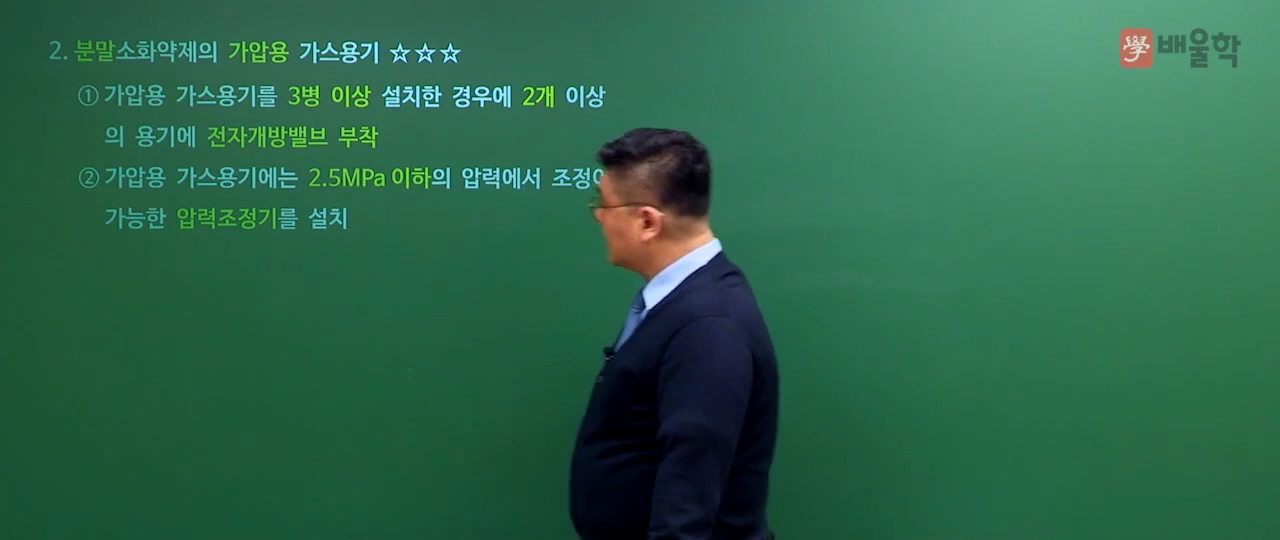 2. 분말소화약제의 가압용 가스용기 ☆☆☆
學 배울학
① 가압용 가스용기를 3병 이상 설치한 경우에 2개 이상
의 용기에 전자개방밸브 부착
② 가압용 가스용기에는 2.5MPa 이하의 압력에서
가능한 압력조정기를 설치